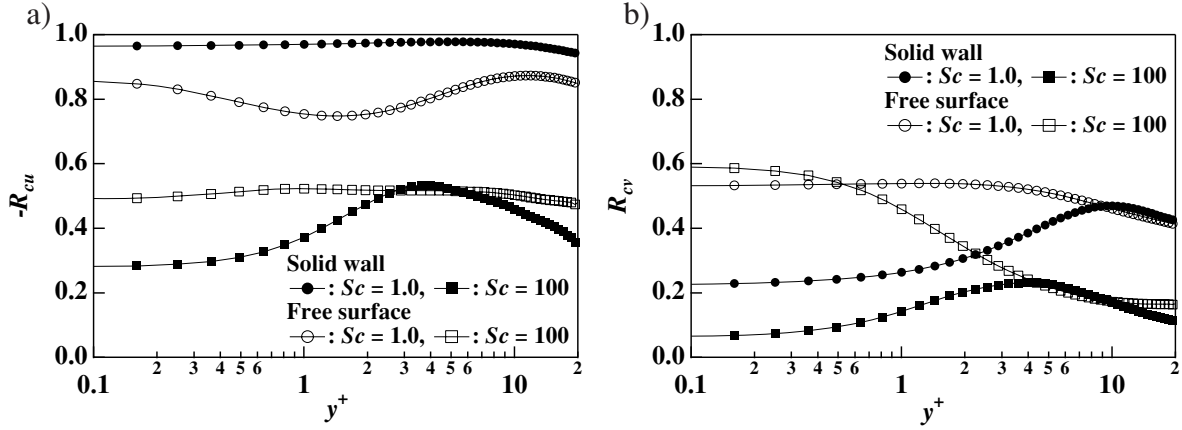 a)
1.0
0.8
0.6
0.4
0.2
0.0
-Rcu
Solid wall
: Sc = 1.0, : Sc = 100
Free surface
: Sc = 1.0, : Sc = 100
0.1 2 3 4 5 6 1 2 3 4 5 6 10 2
y+
b)
1.0
0.8
0.6
0.4
0.2
0.0
Rcv
Solid wall
: Sc = 1.0, : Sc = 100
Free surface
: Sc = 1.0, : Sc = 100
0.1 2 3 4 5 6 1 2 3 4 5 6 10 2
y+